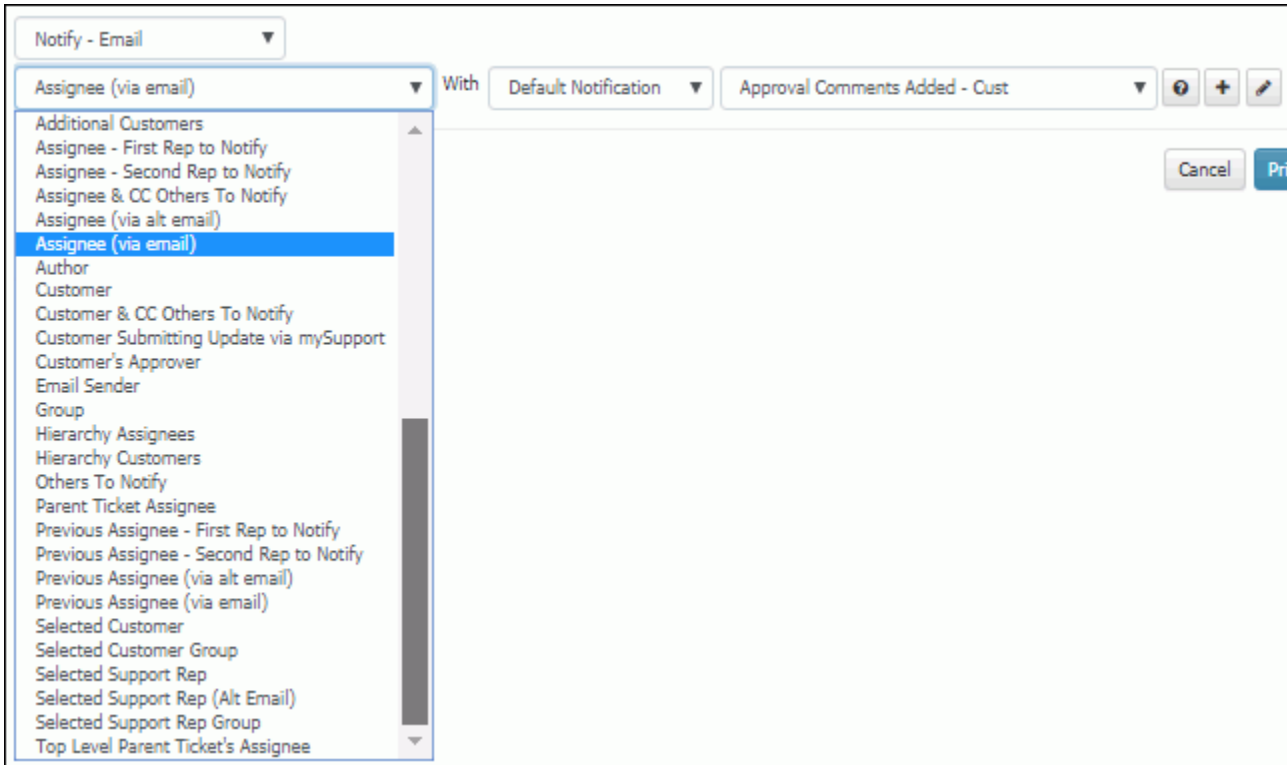 Notify - Email
Assignee (via email) With Default Notification Approval Comments Added - Cust
Additional Customers
Assignee - First Rep to Notify
Assignee - Second Rep to Notify
Assignee & CC Others To Notify
Assignee (via alt email)
Assignee (via email)
Author
Customer
Customer & CC Others To Notify
Customer Submitting Update via mySupport
Customer's Approver
Email Sender
Group
Hierarchy Assignees
Hierarchy Customers
Others To Notify
Parent Ticket Assignee
Previous Assignee - First Rep to Notify
Previous Assignee - Second Rep to Notify
Previous Assignee (via alt email)
Previous Assignee (via email)
Selected Customer
Selected Customer Group
Selected Support Rep
Selected Support Rep (Alt Email)
Selected Support Rep Group
Top Level Parent Ticket's Assignee
Cancel